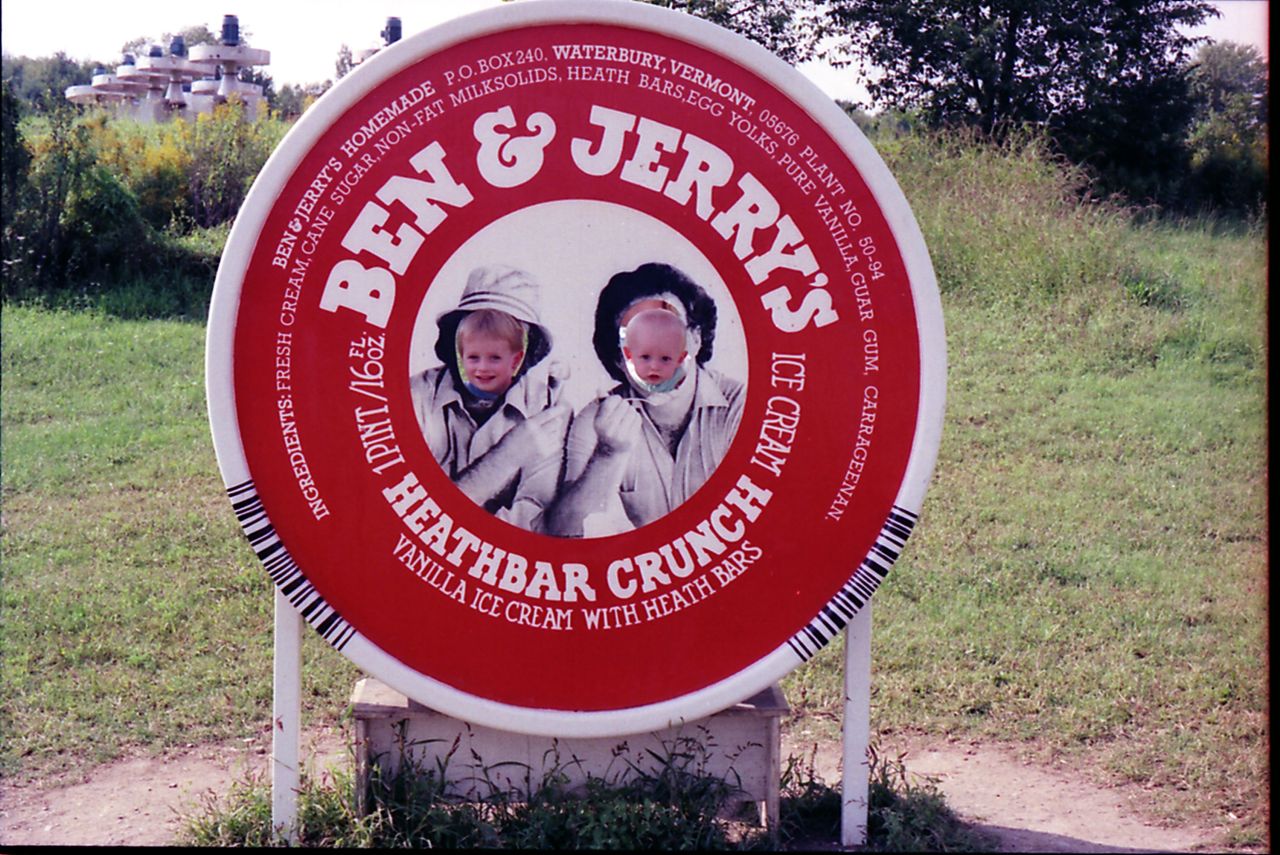 BEN & JERRY'S HOMEMADE P.O. BOX 240, WATERBURY, VERMONT, 05676 PLANT NO. 50-94
INGREDIENTS: FRESH CREAM, CANE SUGAR, NON-FAT MILKSOLIDS, HEATH BARS, EGG YOLKS, PURE VANILLA, GUAR GUM, CARRAGEENAN.
BEN & JERRY'S
1 PINT/16 FL. OZ.
ICE CREAM
HEATHBAR CRUNCH
VANILLA ICE CREAM WITH HEATH BARS